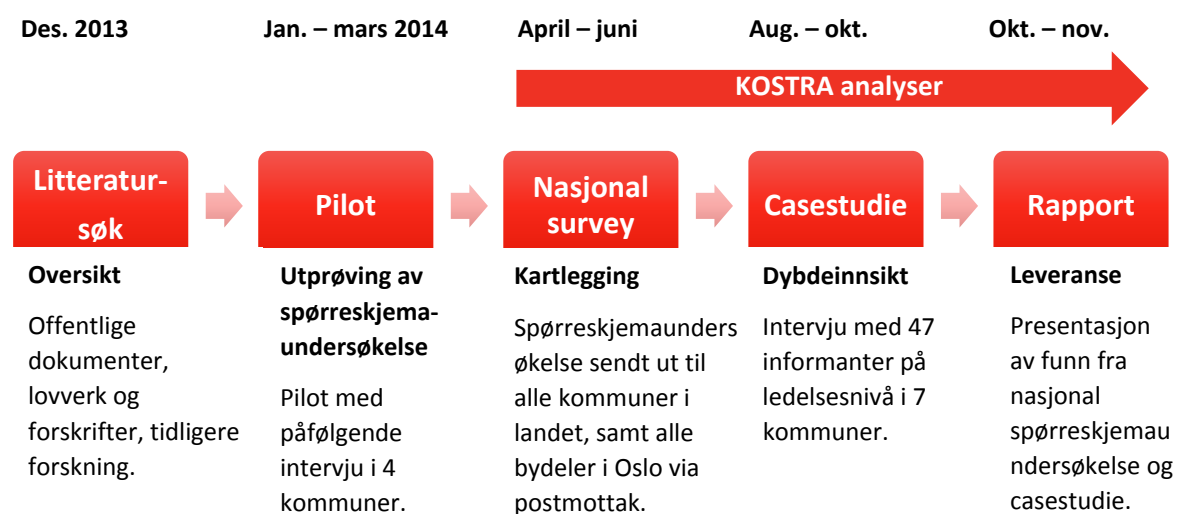 Des. 2013
Jan. – mars 2014
April – juni
Aug. – okt.
Okt. – nov.
KOSTRA analyser
Litteratur-
søk
Pilot
Nasjonal
survey
Casestudie
Rapport
Oversikt
Offentlige
dokumenter,
lovverk og
forskrifter, tidligere
forskning.
Utprøving av
spørreskjema-
undersøkelse
Pilot med
påfølgende
intervju i 4
kommuner.
Kartlegging
Spørreskjemaunders
økelse sendt ut til
alle kommuner i
landet, samt alle
bydeler i Oslo via
postmottak.
Dybdeinnsikt
Intervju med 47
informanter på
ledelsesnivå i 7
kommuner.
Leveranse
Presentasjon
av funn fra
nasjonal
spørreskjemau
ndersøkelse og
casestudie.